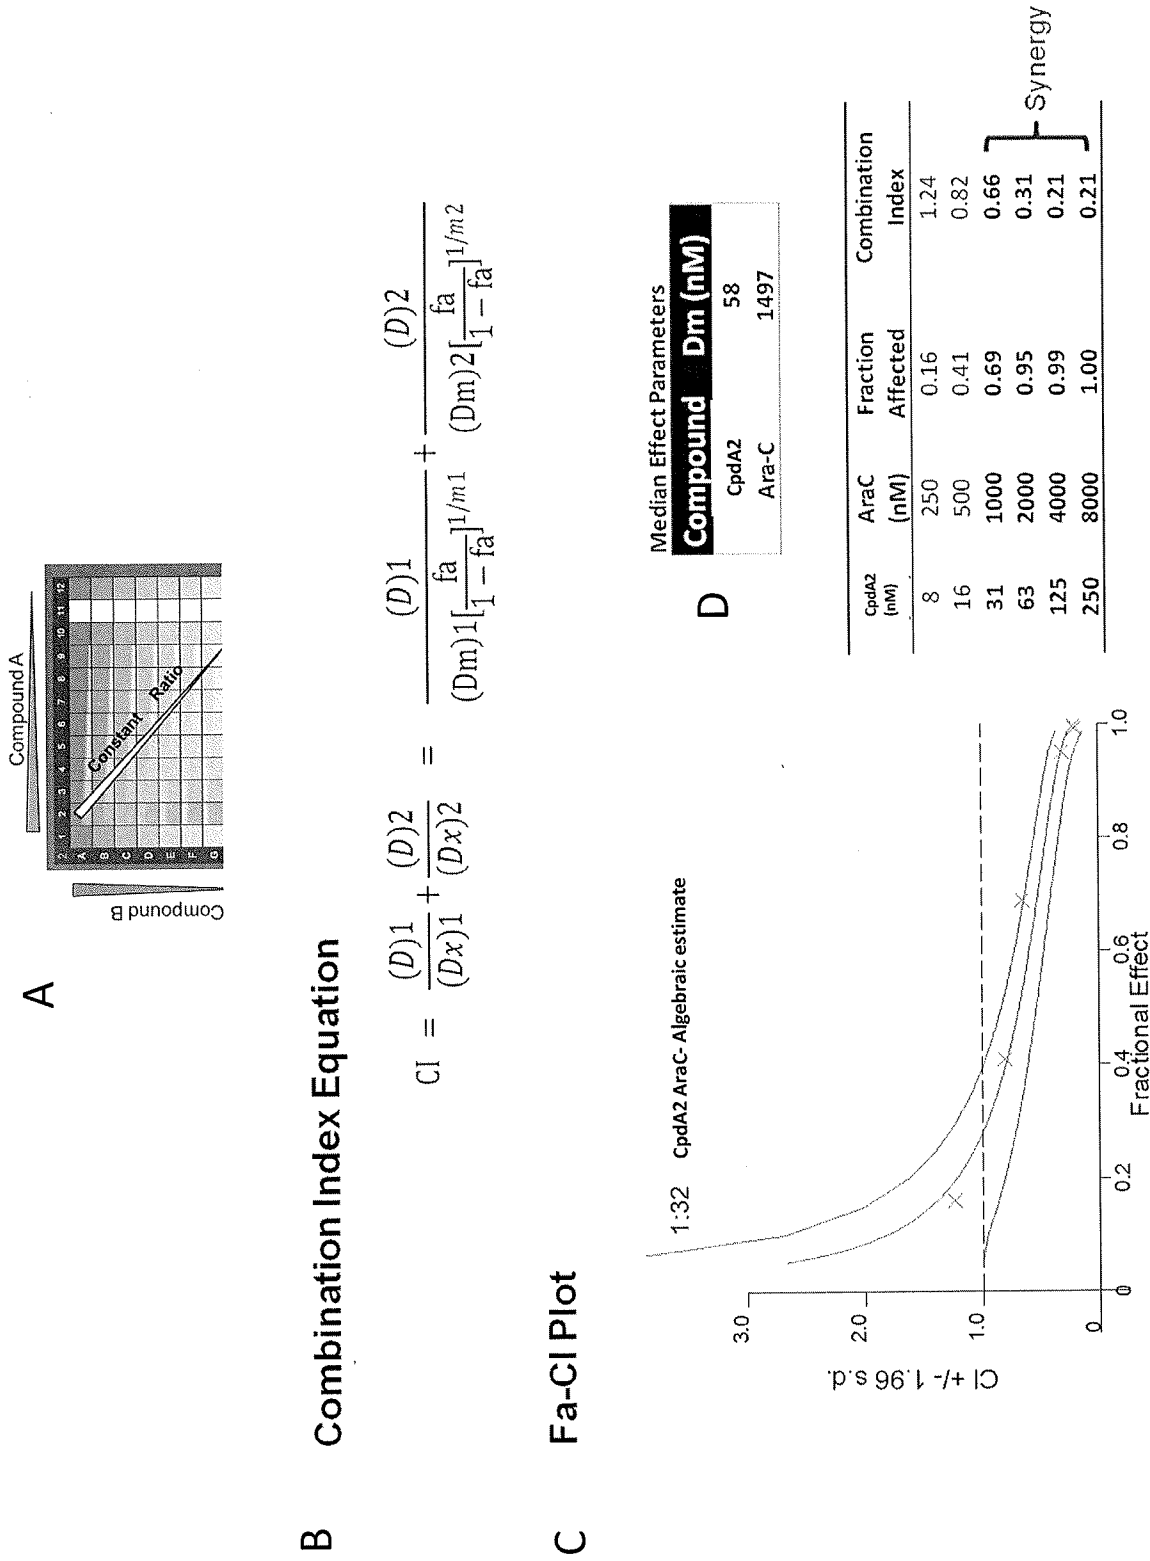 A
Compound A
Compound B
2 1 2 3 4 5 6 7 8 9 10 11 12
A
B
C
D
E
F
G
Constant Ratio
B Combination Index Equation
CI = (D)1/(Dx)1 + (D)2/(Dx)2 = (D)1/(Dm)1[fa/1 − fa]^1/m1 + (D)2/(Dm)2[fa/1 − fa]^1/m2
C Fa-CI Plot
1:32 CpdA2 AraC- Algebraic estimate
CI +/- 1.96 s.d.
3.0
2.0
1.0
0
0 0.2 0.4 0.6 0.8 1.0
Fractional Effect
D
Median Effect Parameters
Compound Dm (nM)
CpdA2 58
Ara-C 1497
CpdA2 AraC Fraction Combination
(nM) (nM) Affected Index
8 250 0.16 1.24
16 500 0.41 0.82
31 1000 0.69 0.66
63 2000 0.95 0.31
125 4000 0.99 0.21
250 8000 1.00 0.21
Synergy